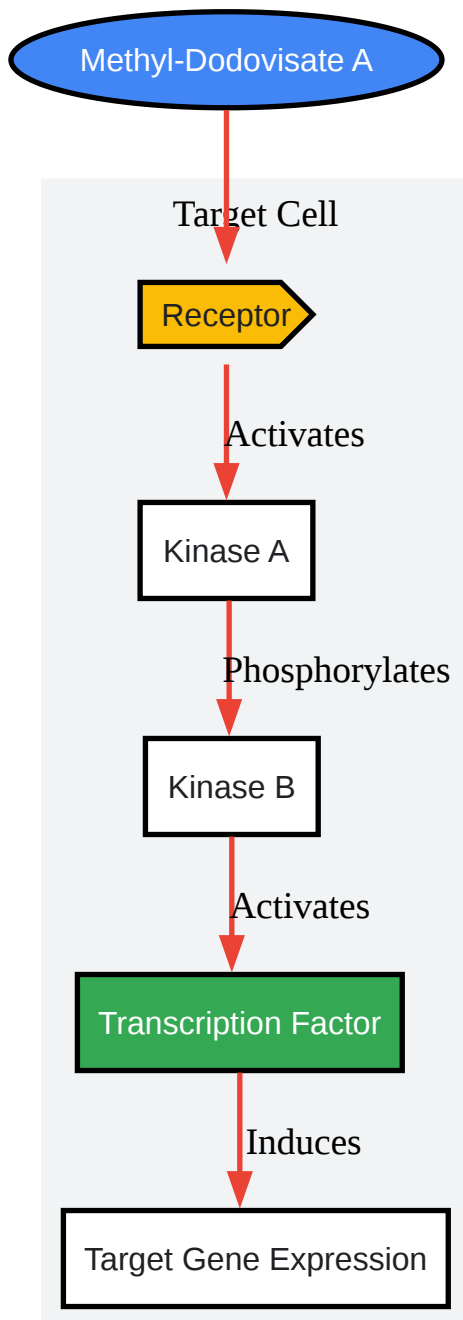 Methyl-Dodovisate A
Target Cell
Receptor
Activates
Kinase A
Phosphorylates
Kinase B
Activates
Transcription Factor
Induces
Target Gene Expression